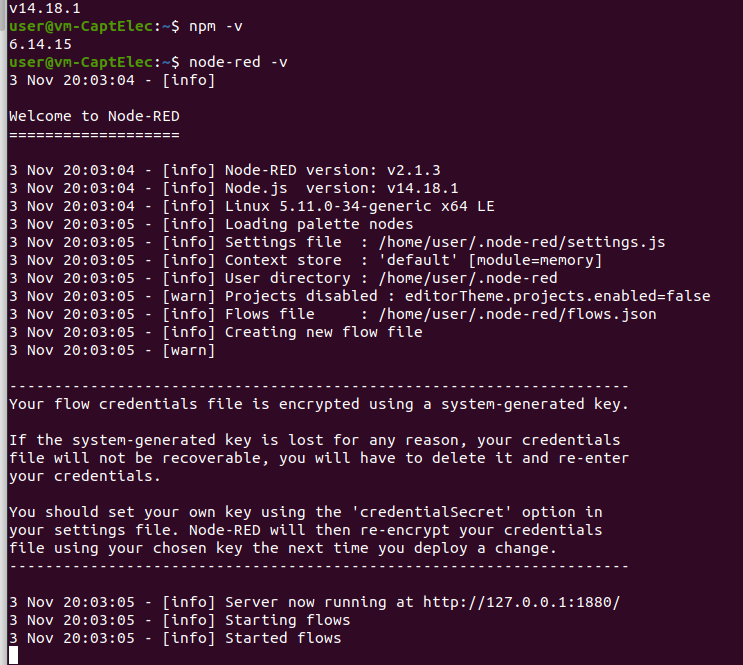 v14.18.1
user@vm-CaptElec:~$ npm -v
6.14.15
user@vm-CaptElec:~$ node-red -v
3 Nov 20:03:04 - [info]
Welcome to Node-RED
===================
3 Nov 20:03:04 - [info] Node-RED version: v2.1.3
3 Nov 20:03:04 - [info] Node.js  version: v14.18.1
3 Nov 20:03:04 - [info] Linux 5.11.0-34-generic x64 LE
3 Nov 20:03:05 - [info] Loading palette nodes
3 Nov 20:03:05 - [info] Settings file  : /home/user/.node-red/settings.js
3 Nov 20:03:05 - [info] Context store  : 'default' [module=memory]
3 Nov 20:03:05 - [info] User directory : /home/user/.node-red
3 Nov 20:03:05 - [warn] Projects disabled : editorTheme.projects.enabled=false
3 Nov 20:03:05 - [info] Flows file     : /home/user/.node-red/flows.json
3 Nov 20:03:05 - [info] Creating new flow file
3 Nov 20:03:05 - [warn]
---------------------------------------------------------------------
Your flow credentials file is encrypted using a system-generated key.
If the system-generated key is lost for any reason, your credentials
file will not be recoverable, you will have to delete it and re-enter
your credentials.
You should set your own key using the 'credentialSecret' option in
your settings file. Node-RED will then re-encrypt your credentials
file using your chosen key the next time you deploy a change.
---------------------------------------------------------------------
3 Nov 20:03:05 - [info] Server now running at http://127.0.0.1:1880/
3 Nov 20:03:05 - [info] Starting flows
3 Nov 20:03:05 - [info] Started flows